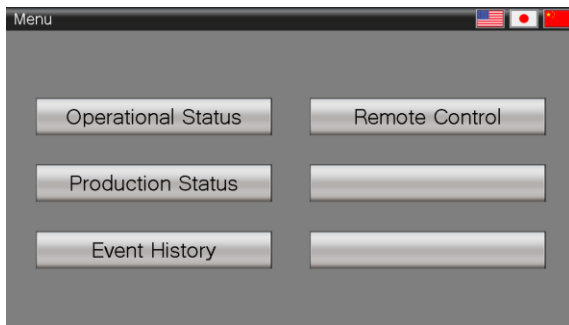 Menu
Operational Status
Remote Control
Production Status
Event History